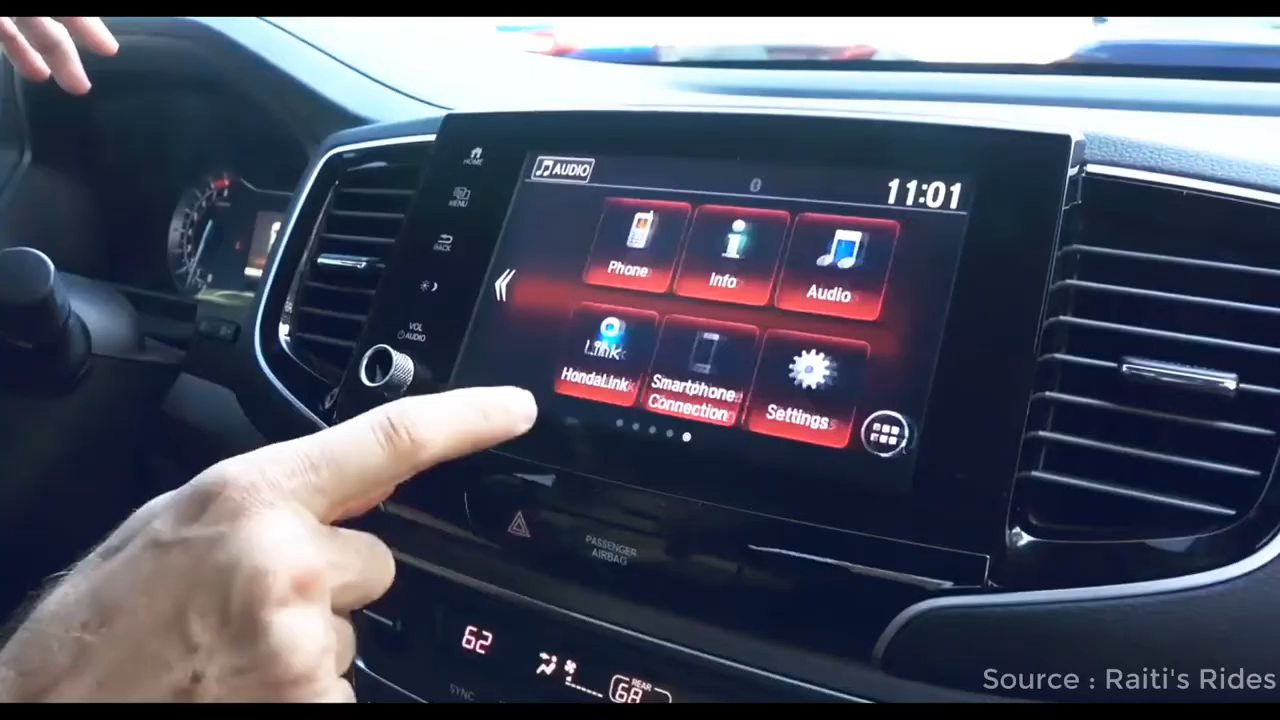 HOME
MENU
BACK
VOL
AUDIO
AUDIO
11:01
Phone
Info
Audio
Link
HondaLink
Smartphone
Connection
Settings
PASSENGER
AIRBAG
62
SYNC
REAR
68
Source : Raiti's Rides